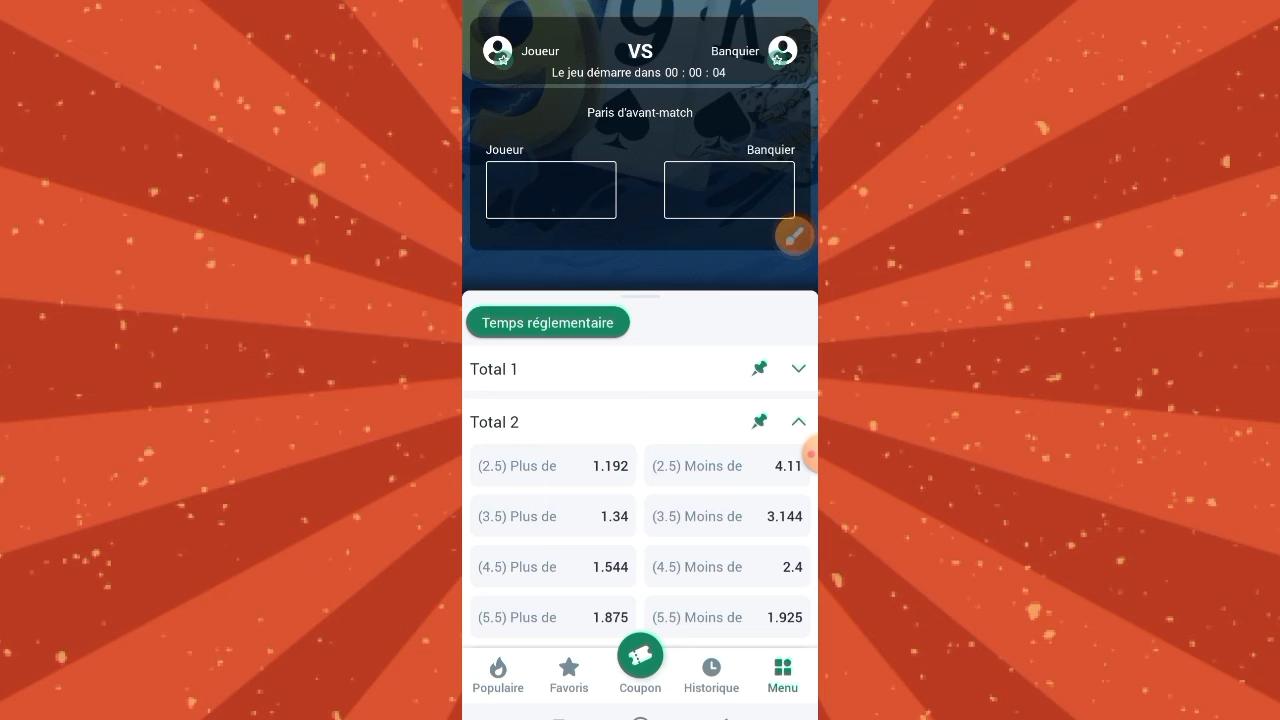 9 9 K
Joueur VS Banquier
Le jeu démarre dans 00 : 00 : 04
Paris d'avant-match
Joueur Banquier
Temps réglementaire
Total 1
Total 2
(2.5) Plus de 1.192 (2.5) Moins de 4.11
(3.5) Plus de 1.34 (3.5) Moins de 3.144
(4.5) Plus de 1.544 (4.5) Moins de 2.4
(5.5) Plus de 1.875 (5.5) Moins de 1.925
Populaire Favoris Coupon Historique Menu